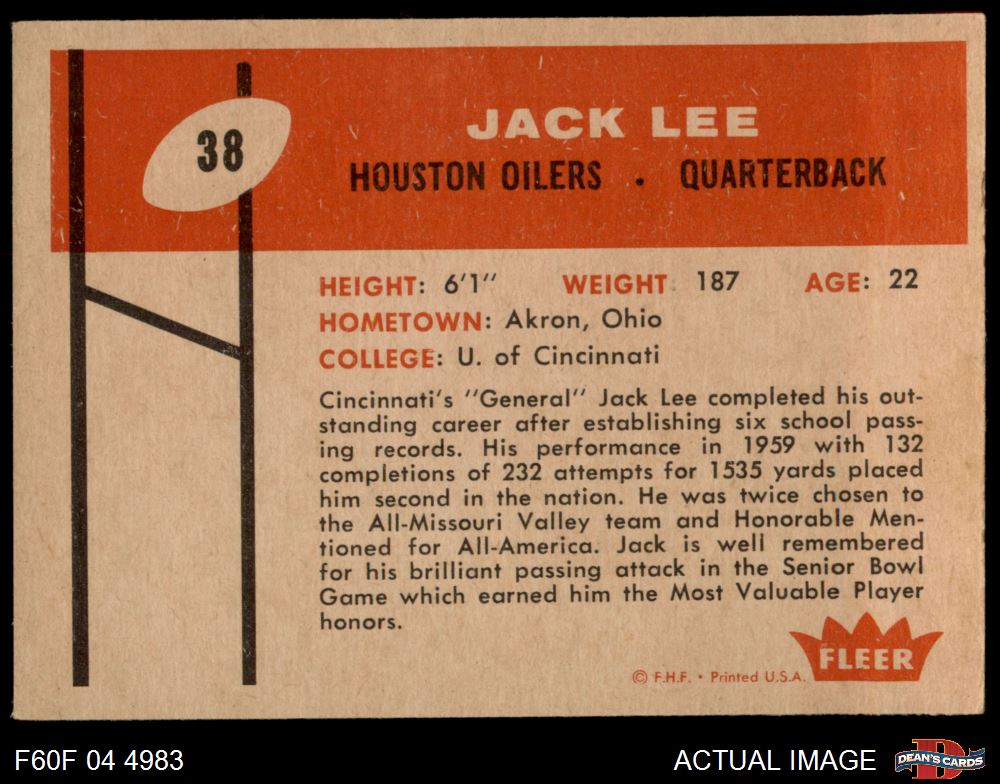 38
JACK LEE
HOUSTON OILERS . QUARTERBACK
HEIGHT: 6'1" WEIGHT: 187 AGE: 22
HOMETOWN: Akron, Ohio
COLLEGE: U. of Cincinnati
Cincinnati's "General" Jack Lee completed his out-
standing career after establishing six school pass-
ing records. His performance in 1959 with 132
completions of 232 attempts for 1535 yards placed
him second in the nation. He was twice chosen to
the All-Missouri Valley team and Honorable Men-
tioned for All-America. Jack is well remembered
for his brilliant passing attack in the Senior Bowl
Game which earned him the Most Valuable Player
honors.
FLEER
© F.H.F. • Printed U.S.A.
F60F 04 4983 ACTUAL IMAGE D DEAN'S CARDS